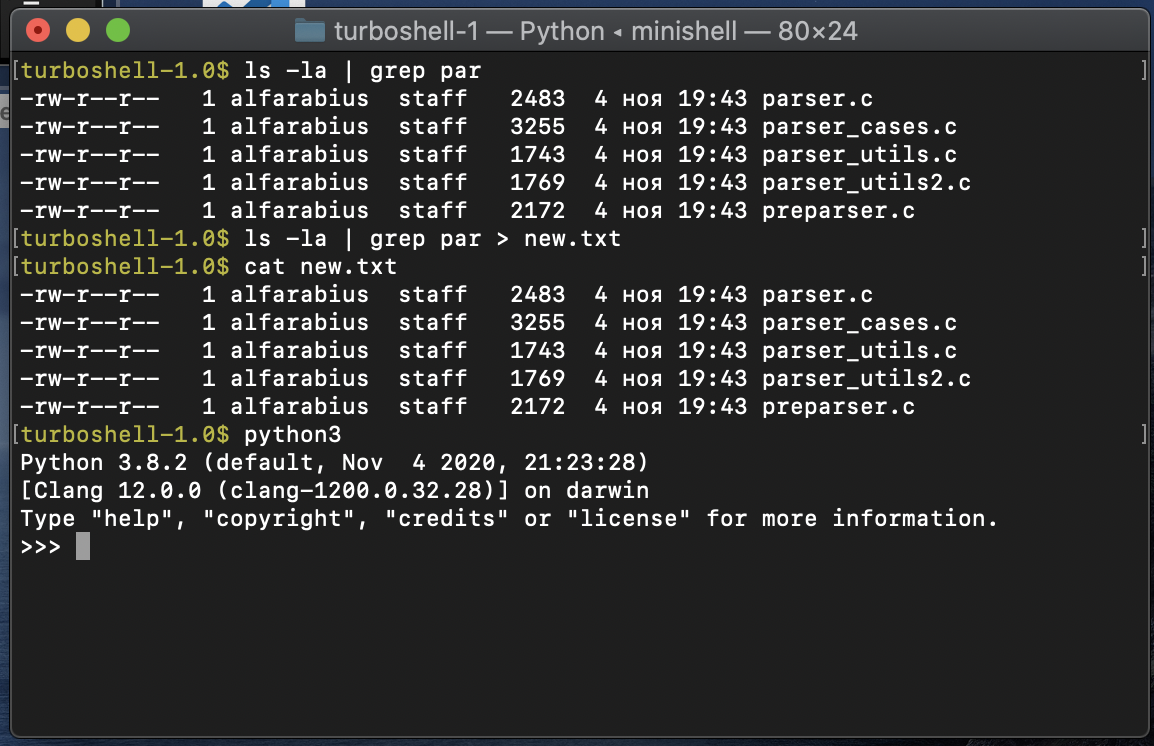 turboshell-1 — Python ◂ minishell — 80×24
[turboshell-1.0$ ls -la | grep par ]
-rw-r--r--   1 alfarabius  staff   2483  4 ноя 19:43 parser.c
-rw-r--r--   1 alfarabius  staff   3255  4 ноя 19:43 parser_cases.c
-rw-r--r--   1 alfarabius  staff   1743  4 ноя 19:43 parser_utils.c
-rw-r--r--   1 alfarabius  staff   1769  4 ноя 19:43 parser_utils2.c
-rw-r--r--   1 alfarabius  staff   2172  4 ноя 19:43 preparser.c
[turboshell-1.0$ ls -la | grep par > new.txt ]
[turboshell-1.0$ cat new.txt ]
-rw-r--r--   1 alfarabius  staff   2483  4 ноя 19:43 parser.c
-rw-r--r--   1 alfarabius  staff   3255  4 ноя 19:43 parser_cases.c
-rw-r--r--   1 alfarabius  staff   1743  4 ноя 19:43 parser_utils.c
-rw-r--r--   1 alfarabius  staff   1769  4 ноя 19:43 parser_utils2.c
-rw-r--r--   1 alfarabius  staff   2172  4 ноя 19:43 preparser.c
[turboshell-1.0$ python3 ]
Python 3.8.2 (default, Nov  4 2020, 21:23:28)
[Clang 12.0.0 (clang-1200.0.32.28)] on darwin
Type "help", "copyright", "credits" or "license" for more information.
>>>